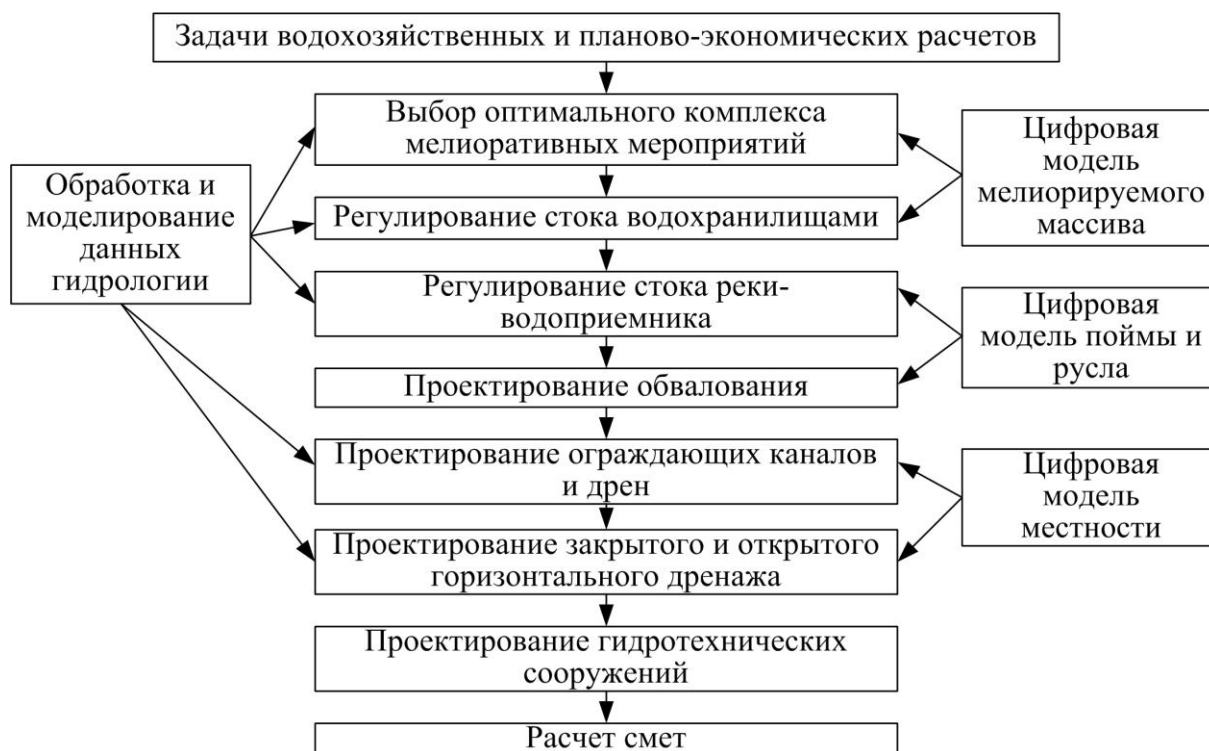 Задачи водохозяйственных и планово-экономических расчетов
Выбор оптимального комплекса
мелиоративных мероприятий
Цифровая
модель
мелиорируемого
массива
Обработка и
моделирование
данных
гидрологии
Регулирование стока водохранилищами
Регулирование стока реки-
водоприемника
Цифровая
модель поймы и
русла
Проектирование обвалования
Проектирование ограждающих каналов
и дрен
Цифровая
модель
местности
Проектирование закрытого и открытого
горизонтального дренажа
Проектирование гидротехнических
сооружений
Расчет смет